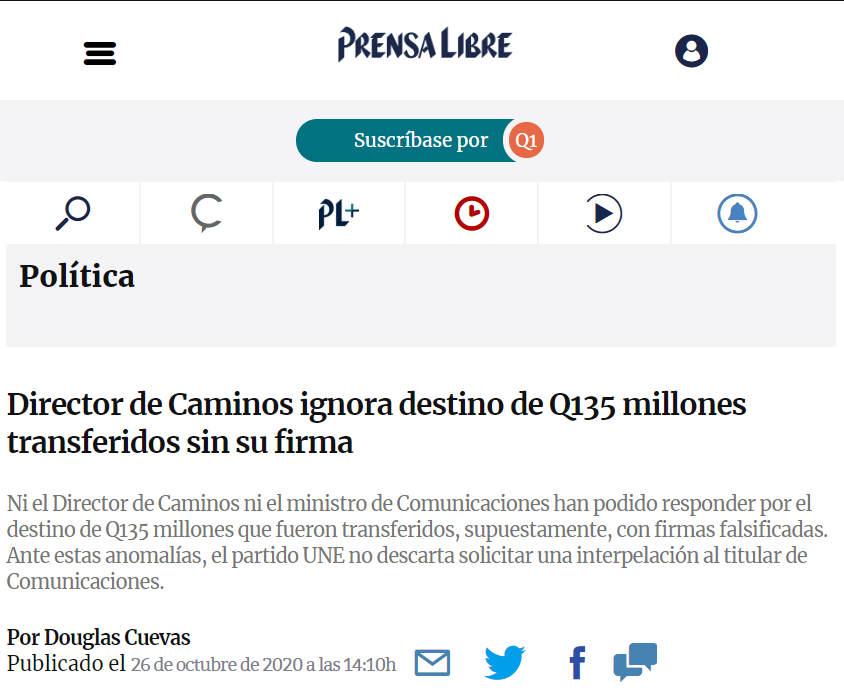 PRENSA LIBRE
Suscríbase por Q1
PL+
Política
Director de Caminos ignora destino de Q135 millones
transferidos sin su firma
Ni el Director de Caminos ni el ministro de Comunicaciones han podido responder por el
destino de Q135 millones que fueron transferidos, supuestamente, con firmas falsificadas.
Ante estas anomalías, el partido UNE no descarta solicitar una interpelación al titular de
Comunicaciones.
Por Douglas Cuevas
Publicado el 26 de octubre de 2020 a las 14:10h